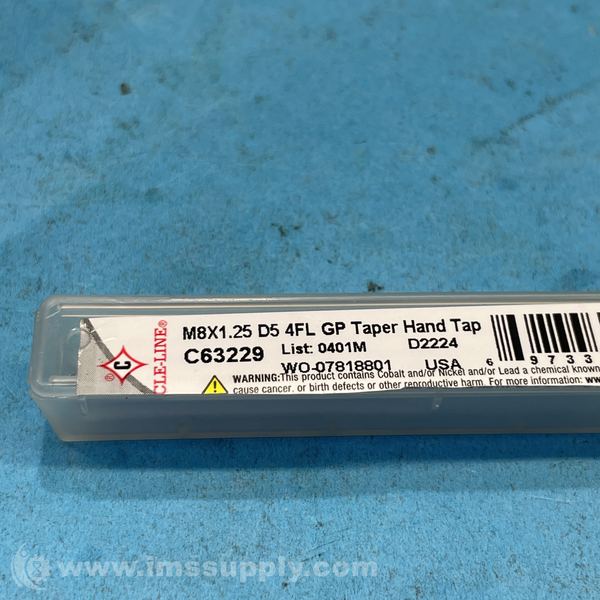 C
CLE-LINE®
M8X1.25 D5 4FL GP Taper Hand Tap
C63229 List: 0401M D2224
WO-07818801 USA
6 9733
WARNING: This product contains Cobalt and/or Nickel and/or Lead a chemical known
cause cancer. or birth defects or other reproductive harm. For more information: www
www.imssupply.com